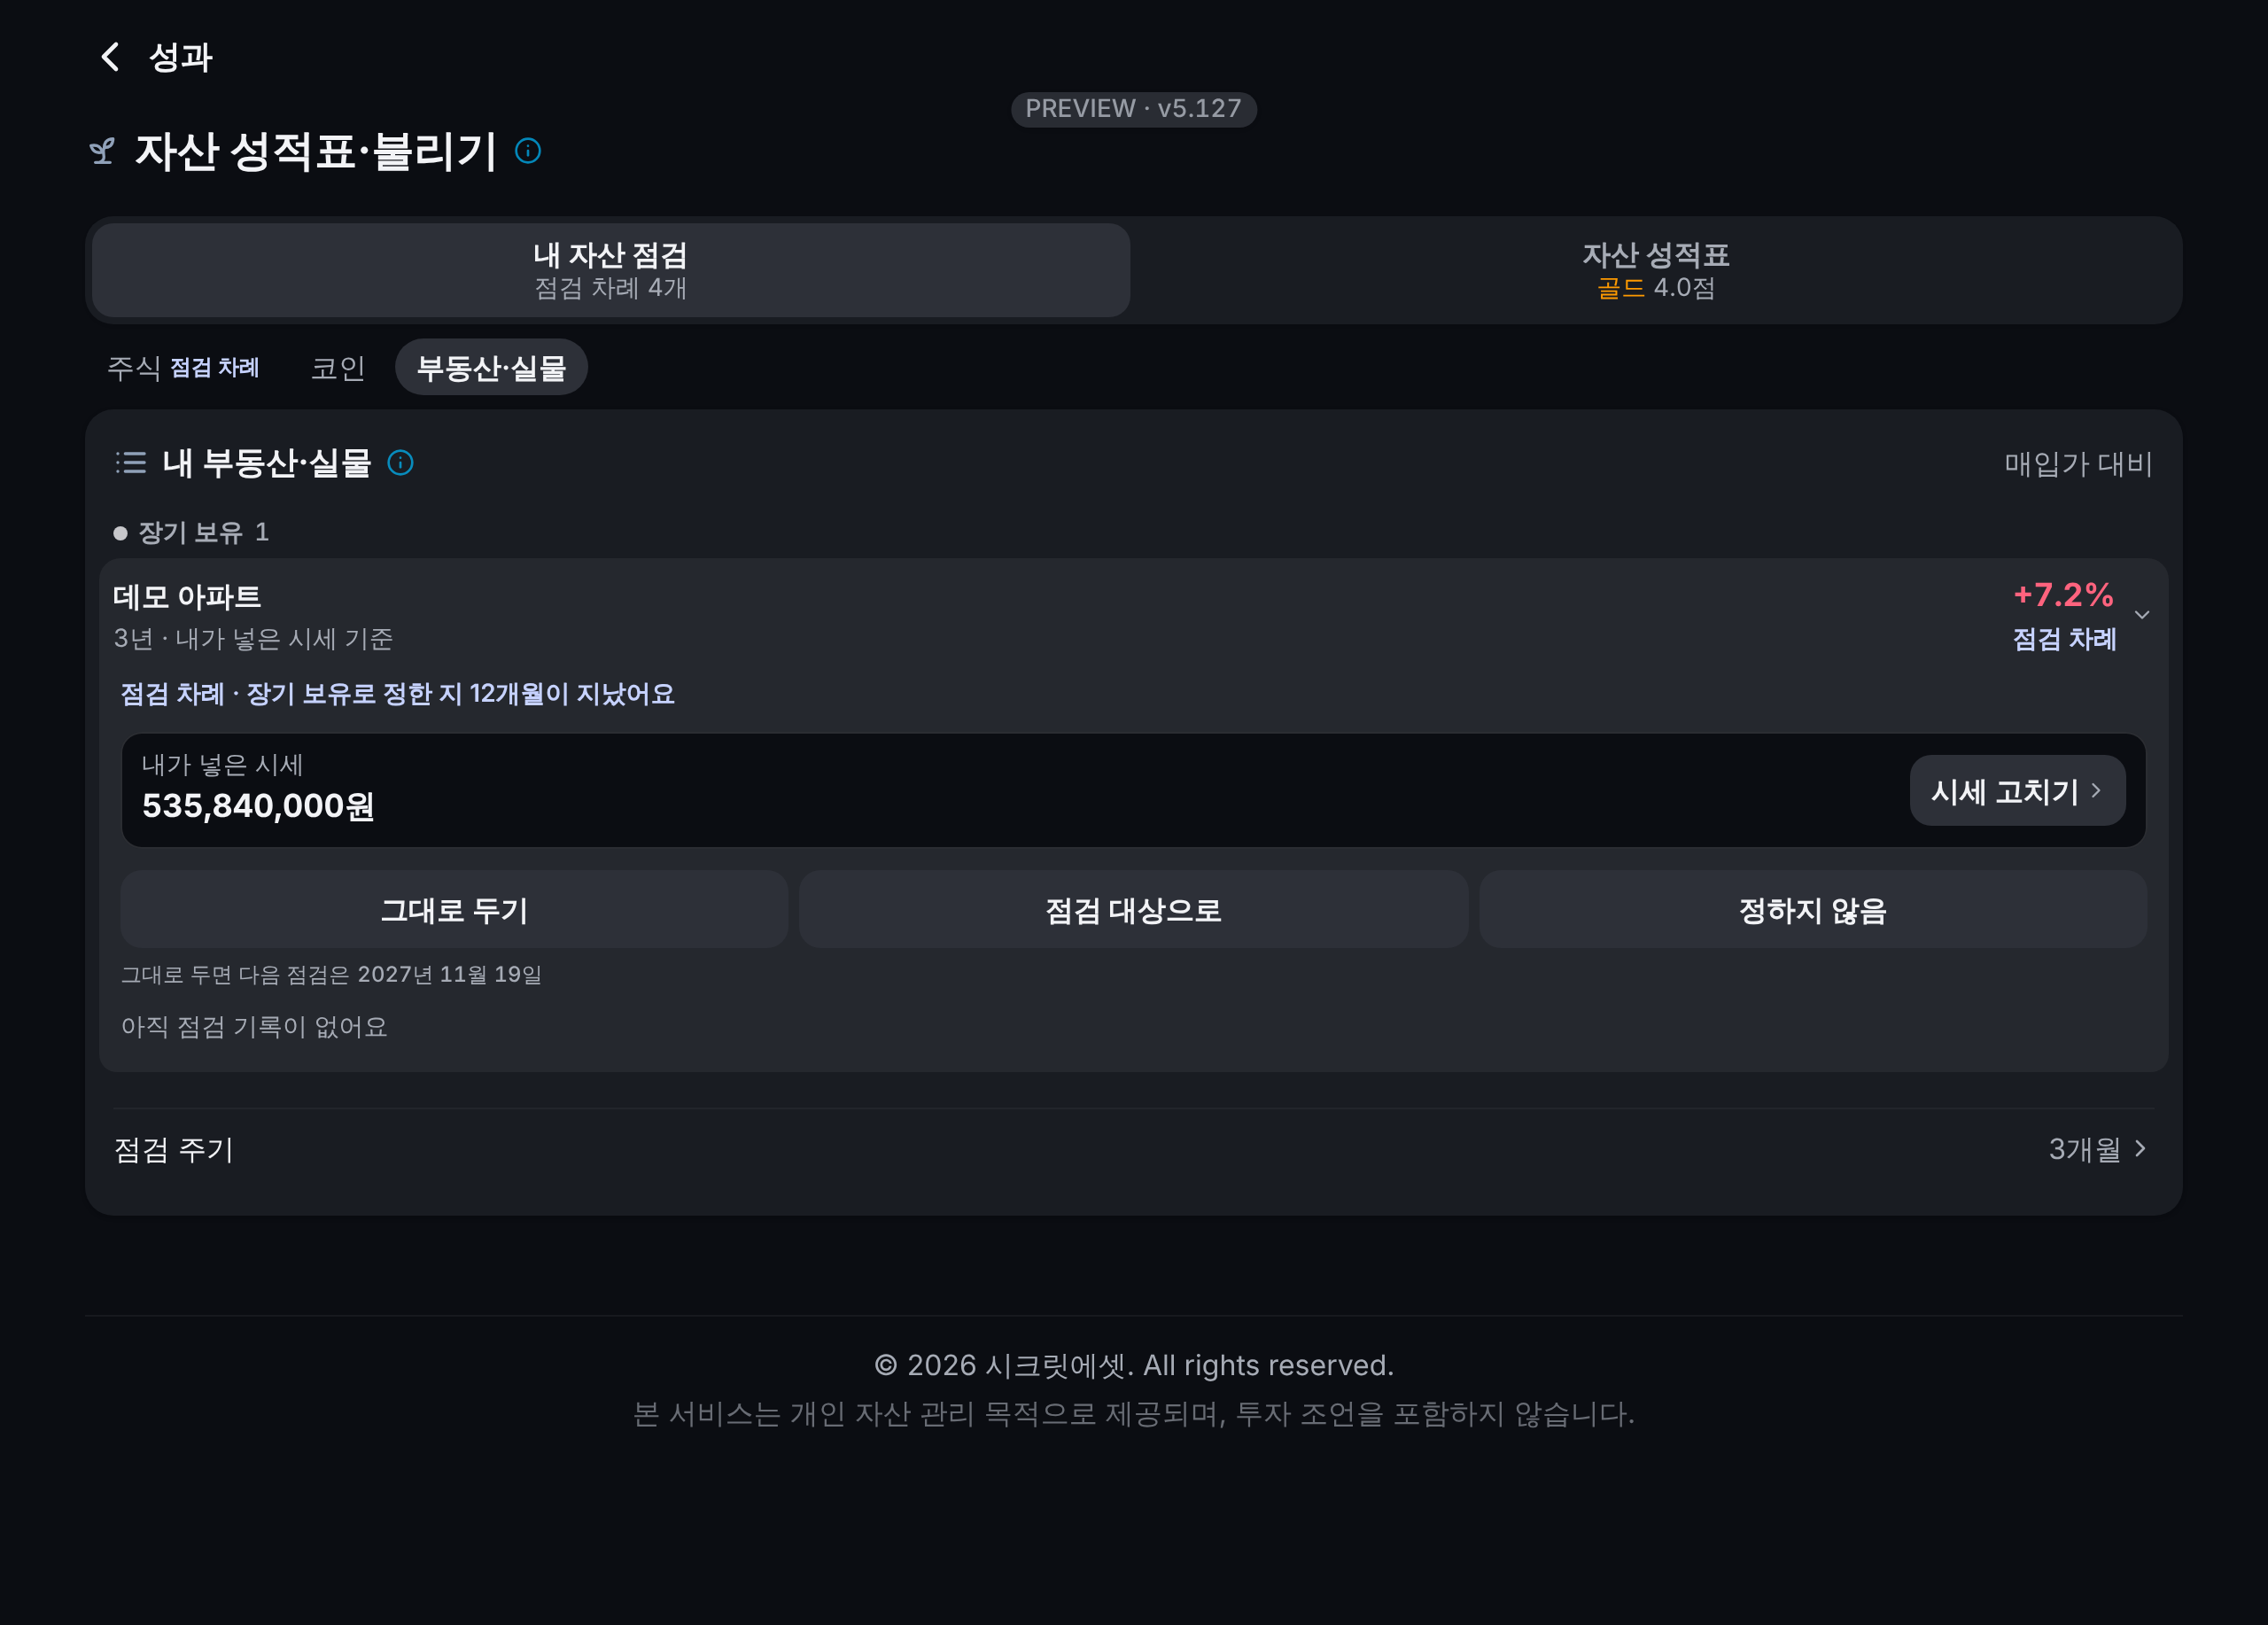 성과
PREVIEW · v5.127
자산 성적표·불리기
내 자산 점검
점검 차례 4개
자산 성적표
골드 4.0점
주식 점검 차례
코인
부동산·실물
내 부동산·실물
매입가 대비
장기 보유 1
데모 아파트
+7.2%
3년 · 내가 넣은 시세 기준
점검 차례
점검 차례 · 장기 보유로 정한 지 12개월이 지났어요
내가 넣은 시세
535,840,000원
시세 고치기
그대로 두기
점검 대상으로
정하지 않음
그대로 두면 다음 점검은 2027년 11월 19일
아직 점검 기록이 없어요
점검 주기
3개월
© 2026 시크릿에셋. All rights reserved.
본 서비스는 개인 자산 관리 목적으로 제공되며, 투자 조언을 포함하지 않습니다.